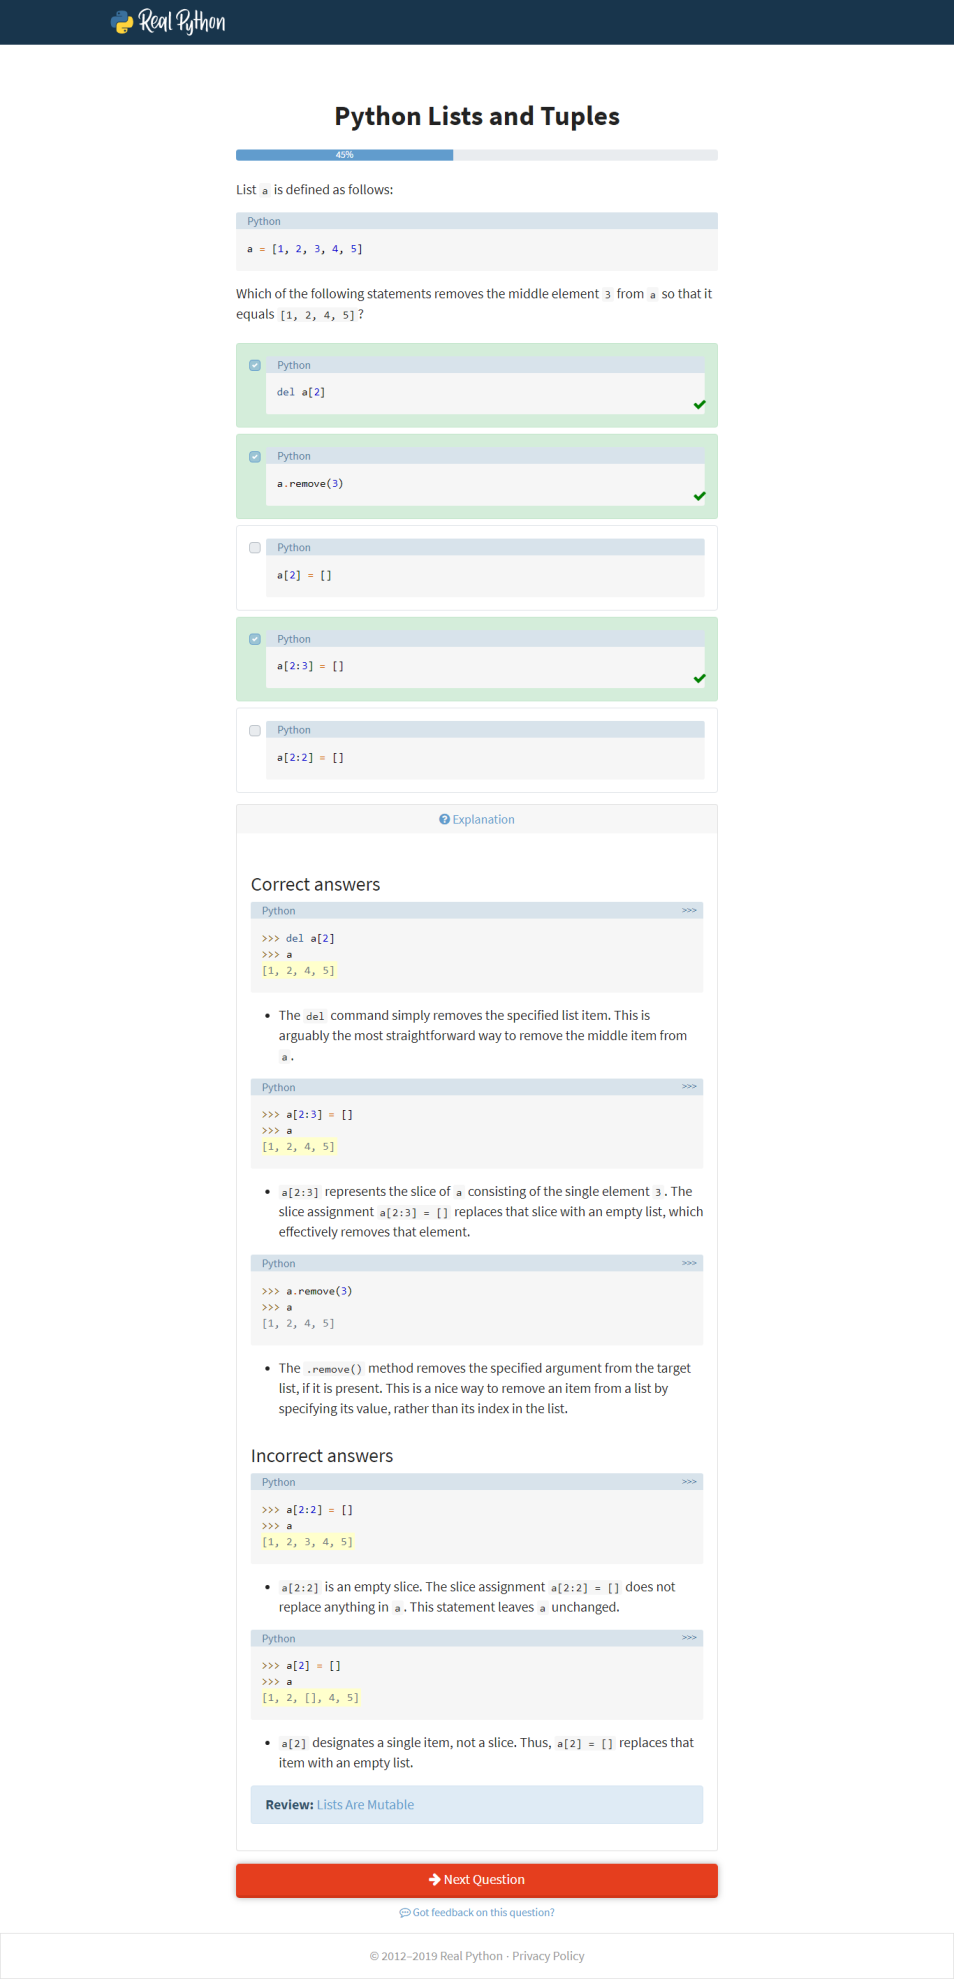 Real Python
Python Lists and Tuples
45%
List a is defined as follows:
Python
a = [1, 2, 3, 4, 5]
Which of the following statements removes the middle element 3 from a so that it
equals [1, 2, 4, 5]?
Python
del a[2]
Python
a.remove(3)
Python
a[2] = []
Python
a[2:3] = []
Python
a[2:2] = []
Explanation
Correct answers
Python >>>
>>> del a[2]
>>> a
[1, 2, 4, 5]
• The del command simply removes the specified list item. This is
arguably the most straightforward way to remove the middle item from
a.
Python >>>
>>> a[2:3] = []
>>> a
[1, 2, 4, 5]
• a[2:3] represents the slice of a consisting of the single element 3. The
slice assignment a[2:3] = [] replaces that slice with an empty list, which
effectively removes that element.
Python >>>
>>> a.remove(3)
>>> a
[1, 2, 4, 5]
• The .remove() method removes the specified argument from the target
list, if it is present. This is a nice way to remove an item from a list by
specifying its value, rather than its index in the list.
Incorrect answers
Python >>>
>>> a[2:2] = []
>>> a
[1, 2, 3, 4, 5]
• a[2:2] is an empty slice. The slice assignment a[2:2] = [] does not
replace anything in a. This statement leaves a unchanged.
Python >>>
>>> a[2] = []
>>> a
[1, 2, [], 4, 5]
• a[2] designates a single item, not a slice. Thus, a[2] = [] replaces that
item with an empty list.
Review: Lists Are Mutable
Next Question
Got feedback on this question?
© 2012–2019 Real Python · Privacy Policy